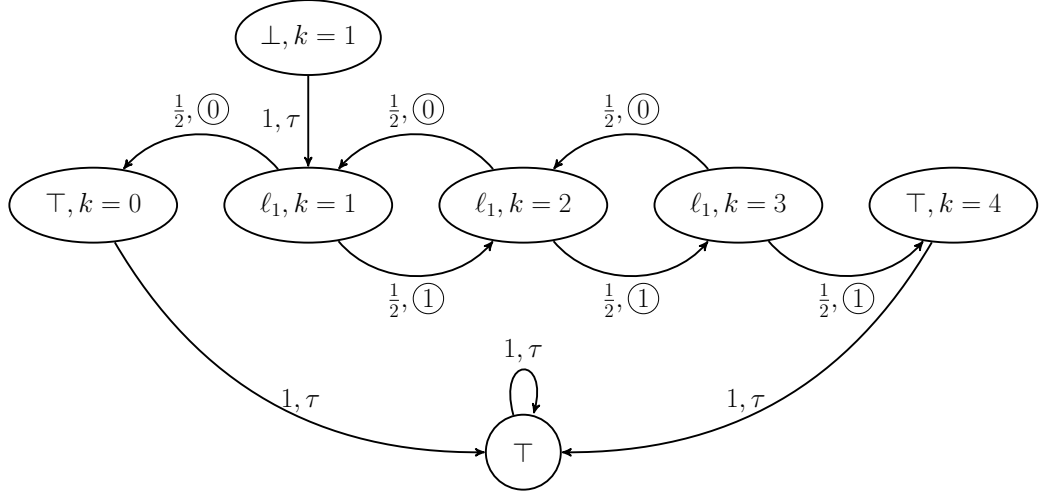 ⊥, k = 1
1/2, ⓪
1, τ
1/2, ⓪
1/2, ⓪
⊤, k = 0
ℓ₁, k = 1
ℓ₁, k = 2
ℓ₁, k = 3
⊤, k = 4
1/2, ①
1/2, ①
1/2, ①
1, τ
1, τ
1, τ
⊤